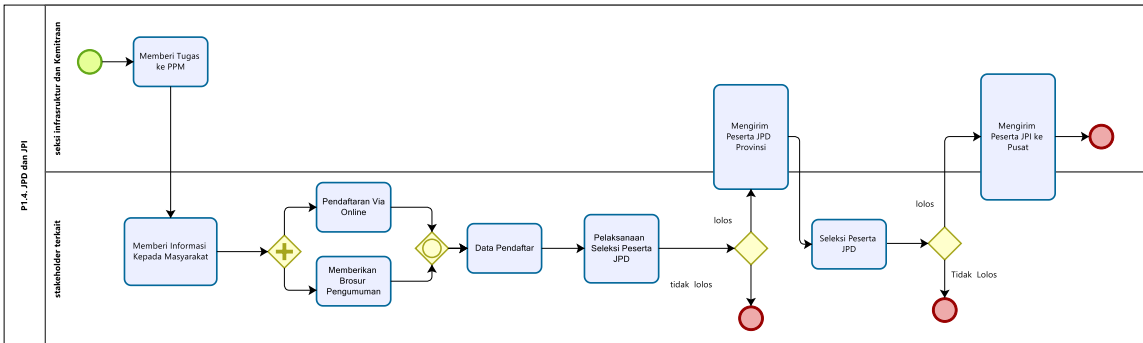 P1.4. JPD dan JPI
seksi infrasruktur dan Kemitraan
Memberi Tugas
ke PPM
Mengirim
Peserta JPD
Provinsi
Mengirim
Peserta JPI ke
Pusat
stakeholder terkait
Memberi Informasi
Kepada Masyarakat
Pendaftaran Via
Online
Memberikan
Brosur
Pengumuman
Data Pendaftar
Pelaksanaan
Seleksi Peserta
JPD
lolos
tidak lolos
Seleksi Peserta
JPD
lolos
Tidak Lolos